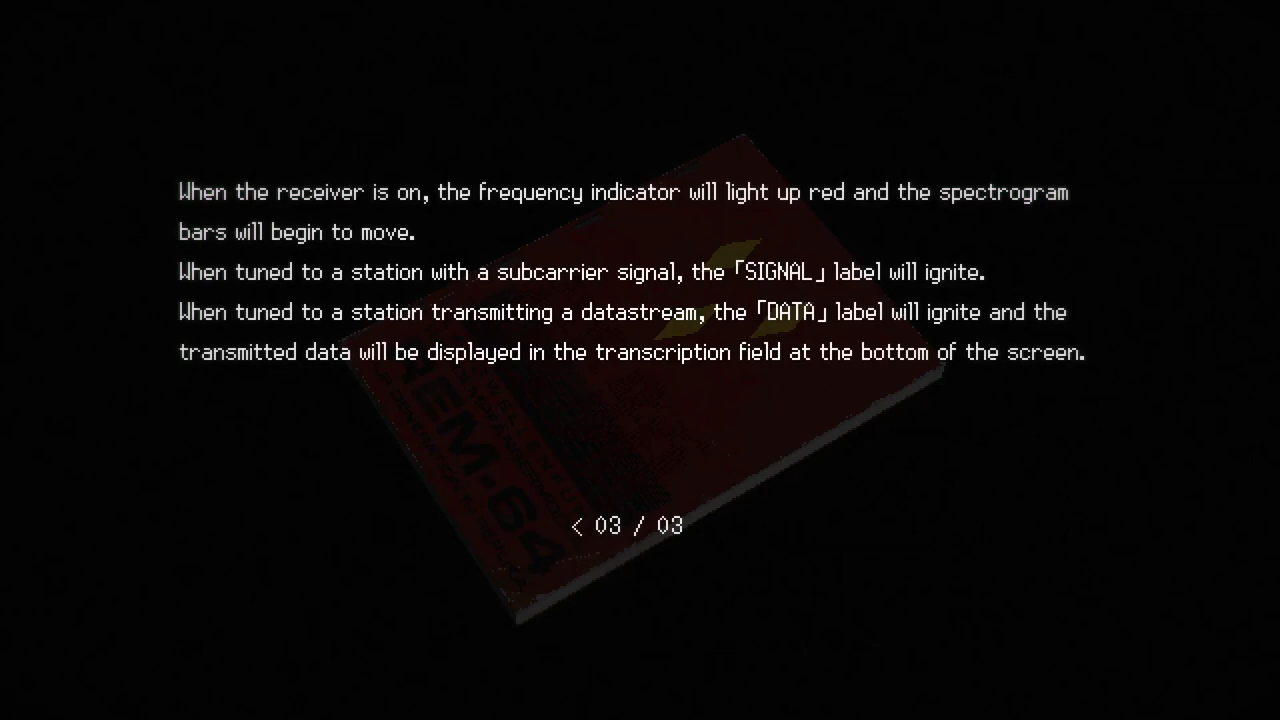 When the receiver is on, the frequency indicator will light up red and the spectrogram
bars will begin to move.
When tuned to a station with a subcarrier signal, the 「SIGNAL」 label will ignite.
When tuned to a station transmitting a datastream, the 「DATA」 label will ignite and the
transmitted data will be displayed in the transcription field at the bottom of the screen.
REM-64
< 03 / 03